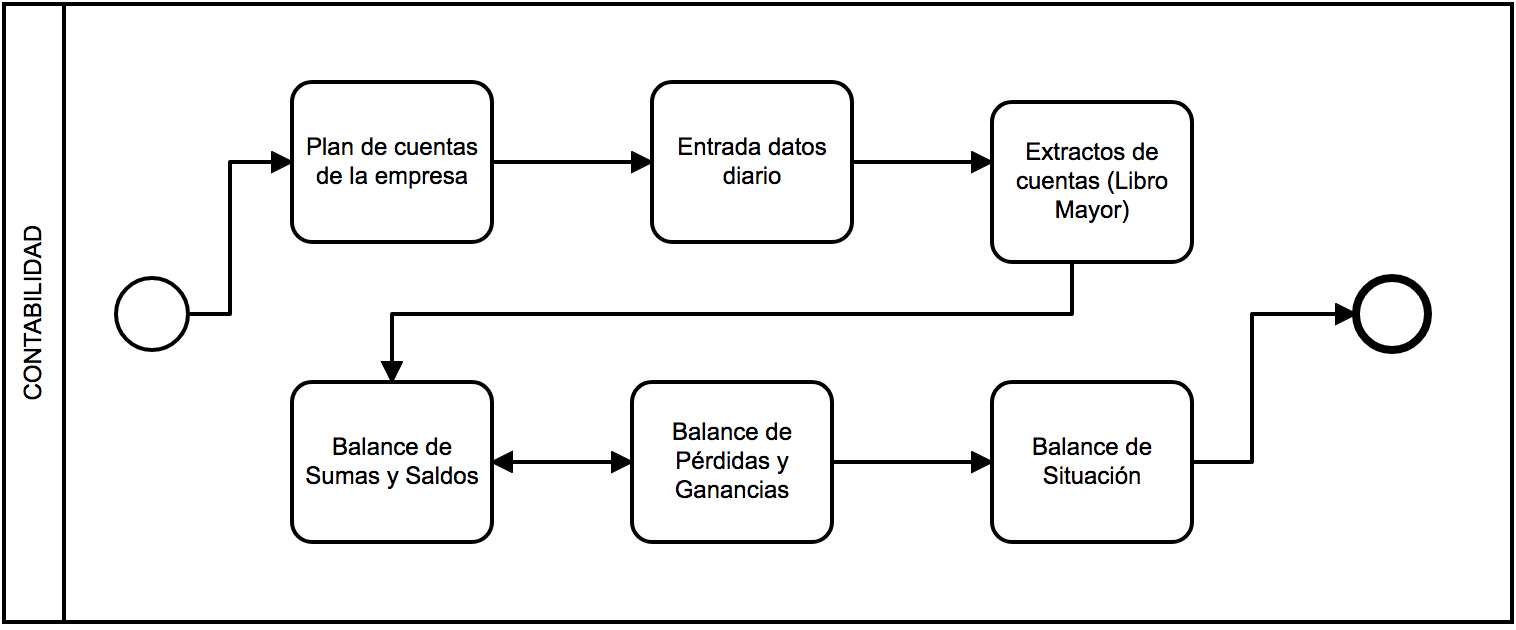 CONTABILIDAD
Plan de cuentas
de la empresa
Entrada datos
diario
Extractos de
cuentas (Libro
Mayor)
Balance de
Sumas y Saldos
Balance de
Pérdidas y
Ganancias
Balance de
Situación